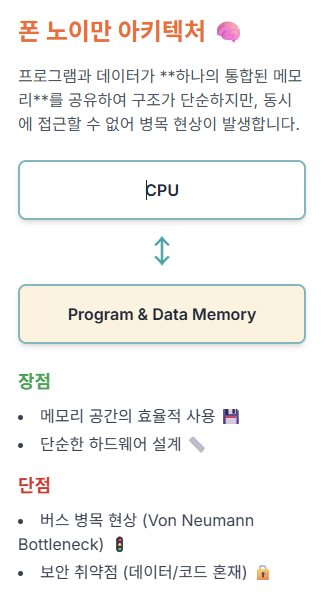 폰 노이만 아키텍처 🧠
프로그램과 데이터가 **하나의 통합된 메모
리**를 공유하여 구조가 단순하지만, 동시
에 접근할 수 없어 병목 현상이 발생합니다.
CPU
Program & Data Memory
장점
• 메모리 공간의 효율적 사용 💾
• 단순한 하드웨어 설계 📏
단점
• 버스 병목 현상 (Von Neumann
Bottleneck) 🚦
• 보안 취약점 (데이터/코드 혼재) 🔒